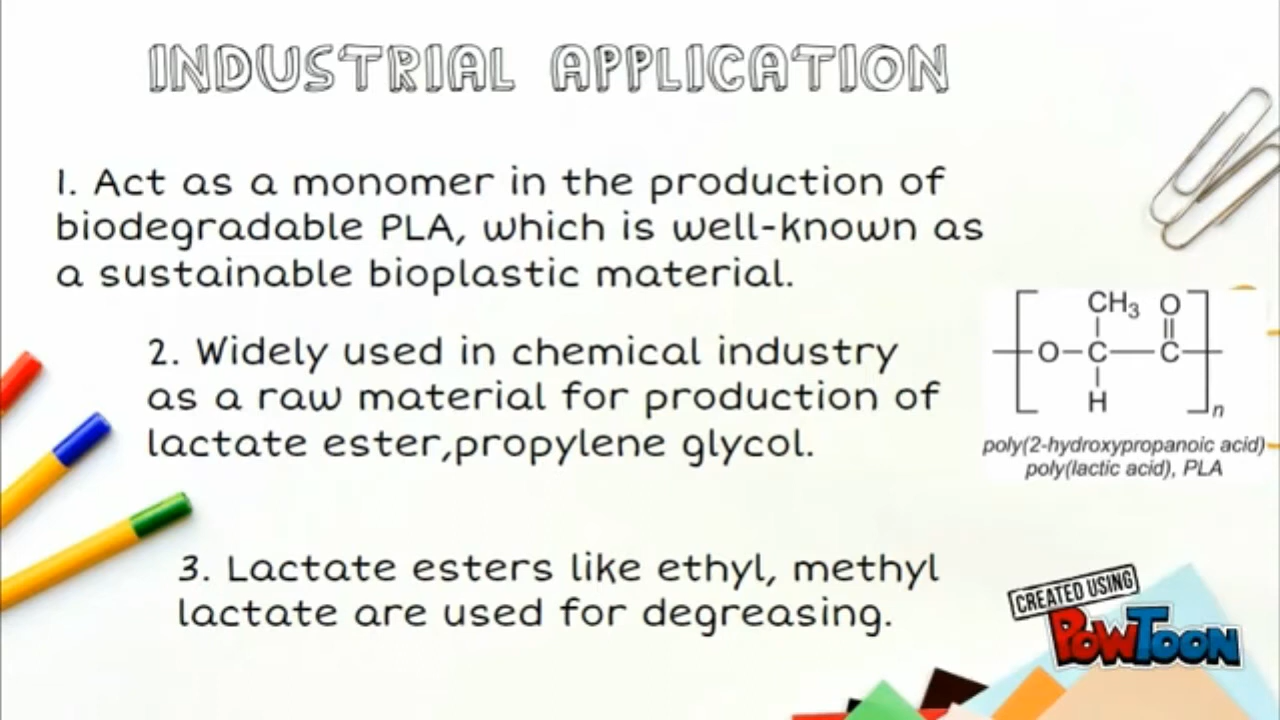 INDUSTRIAL APPLICATION
1. Act as a monomer in the production of
biodegradable PLA, which is well-known as
a sustainable bioplastic material.
2. Widely used in chemical industry
as a raw material for production of
lactate ester,propylene glycol.
3. Lactate esters like ethyl, methyl
lactate are used for degreasing.
CH3 O
O C C
H
n
poly(2-hydroxypropanoic acid)
poly(lactic acid), PLA
CREATED USING
POWTOON